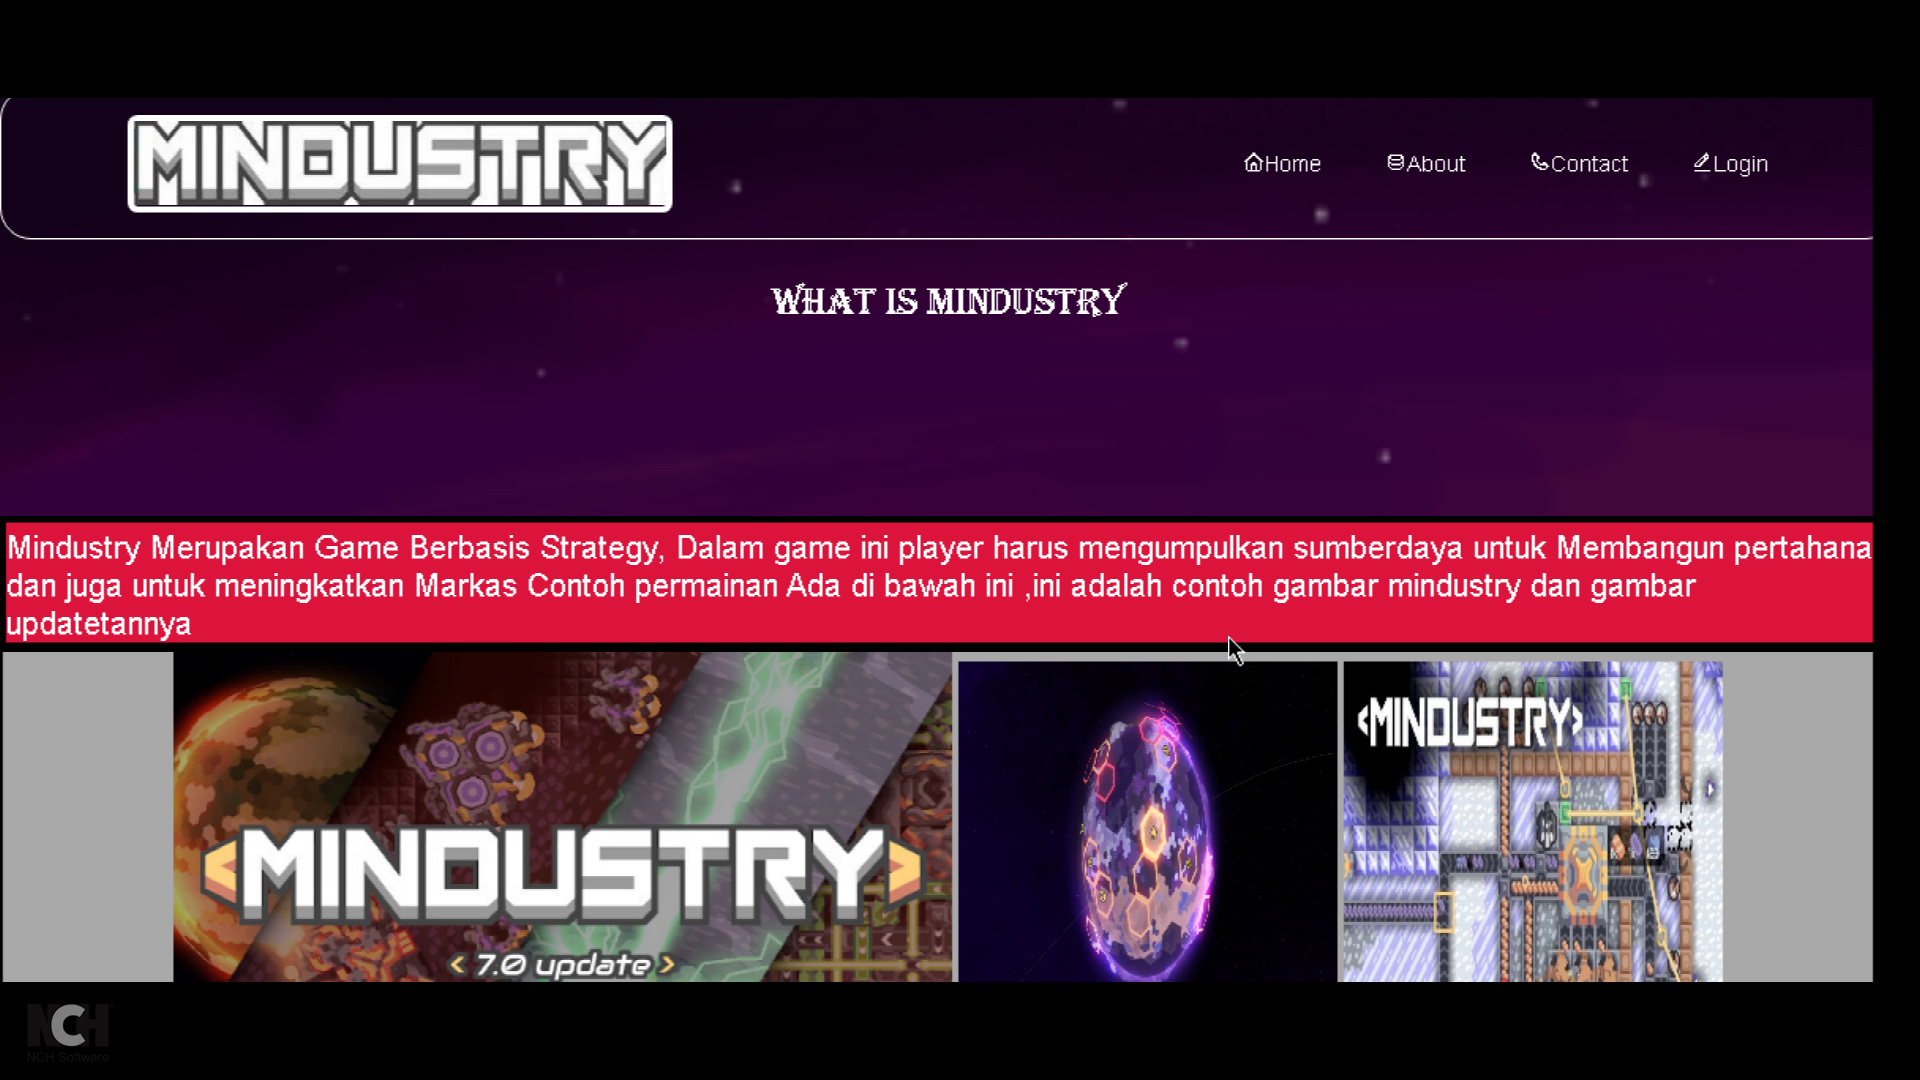 MINDUSTRY
Home About Contact Login
WHAT IS MINDUSTRY
Mindustry Merupakan Game Berbasis Strategy, Dalam game ini player harus mengumpulkan sumberdaya untuk Membangun pertahana
dan juga untuk meningkatkan Markas Contoh permainan Ada di bawah ini ,ini adalah contoh gambar mindustry dan gambar
updatetannya
<MINDUSTRY>
< 7.0 update >
<MINDUSTRY>
NCH
NCH Software